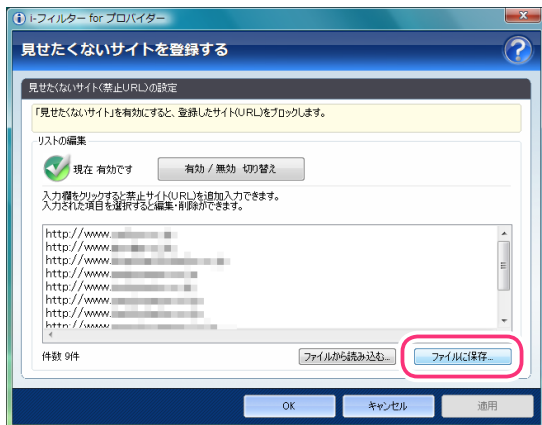 i-フィルター for プロバイダー
見せたくないサイトを登録する
見せたくないサイト(禁止URL)の設定
「見せたくないサイト」を有効にすると、登録したサイト(URL)をブロックします。
リストの編集
現在 有効です
有効 / 無効 切り替え
入力欄をクリックすると禁止サイト(URL)を追加入力できます。
入力された項目を選択すると編集・削除ができます。
http://www.
http://www.
http://www.
http://www.
http://www.
http://www.
http://www.
http://www.
件数 9件
ファイルから読み込む...
ファイルに保存...
OK
キャンセル
適用